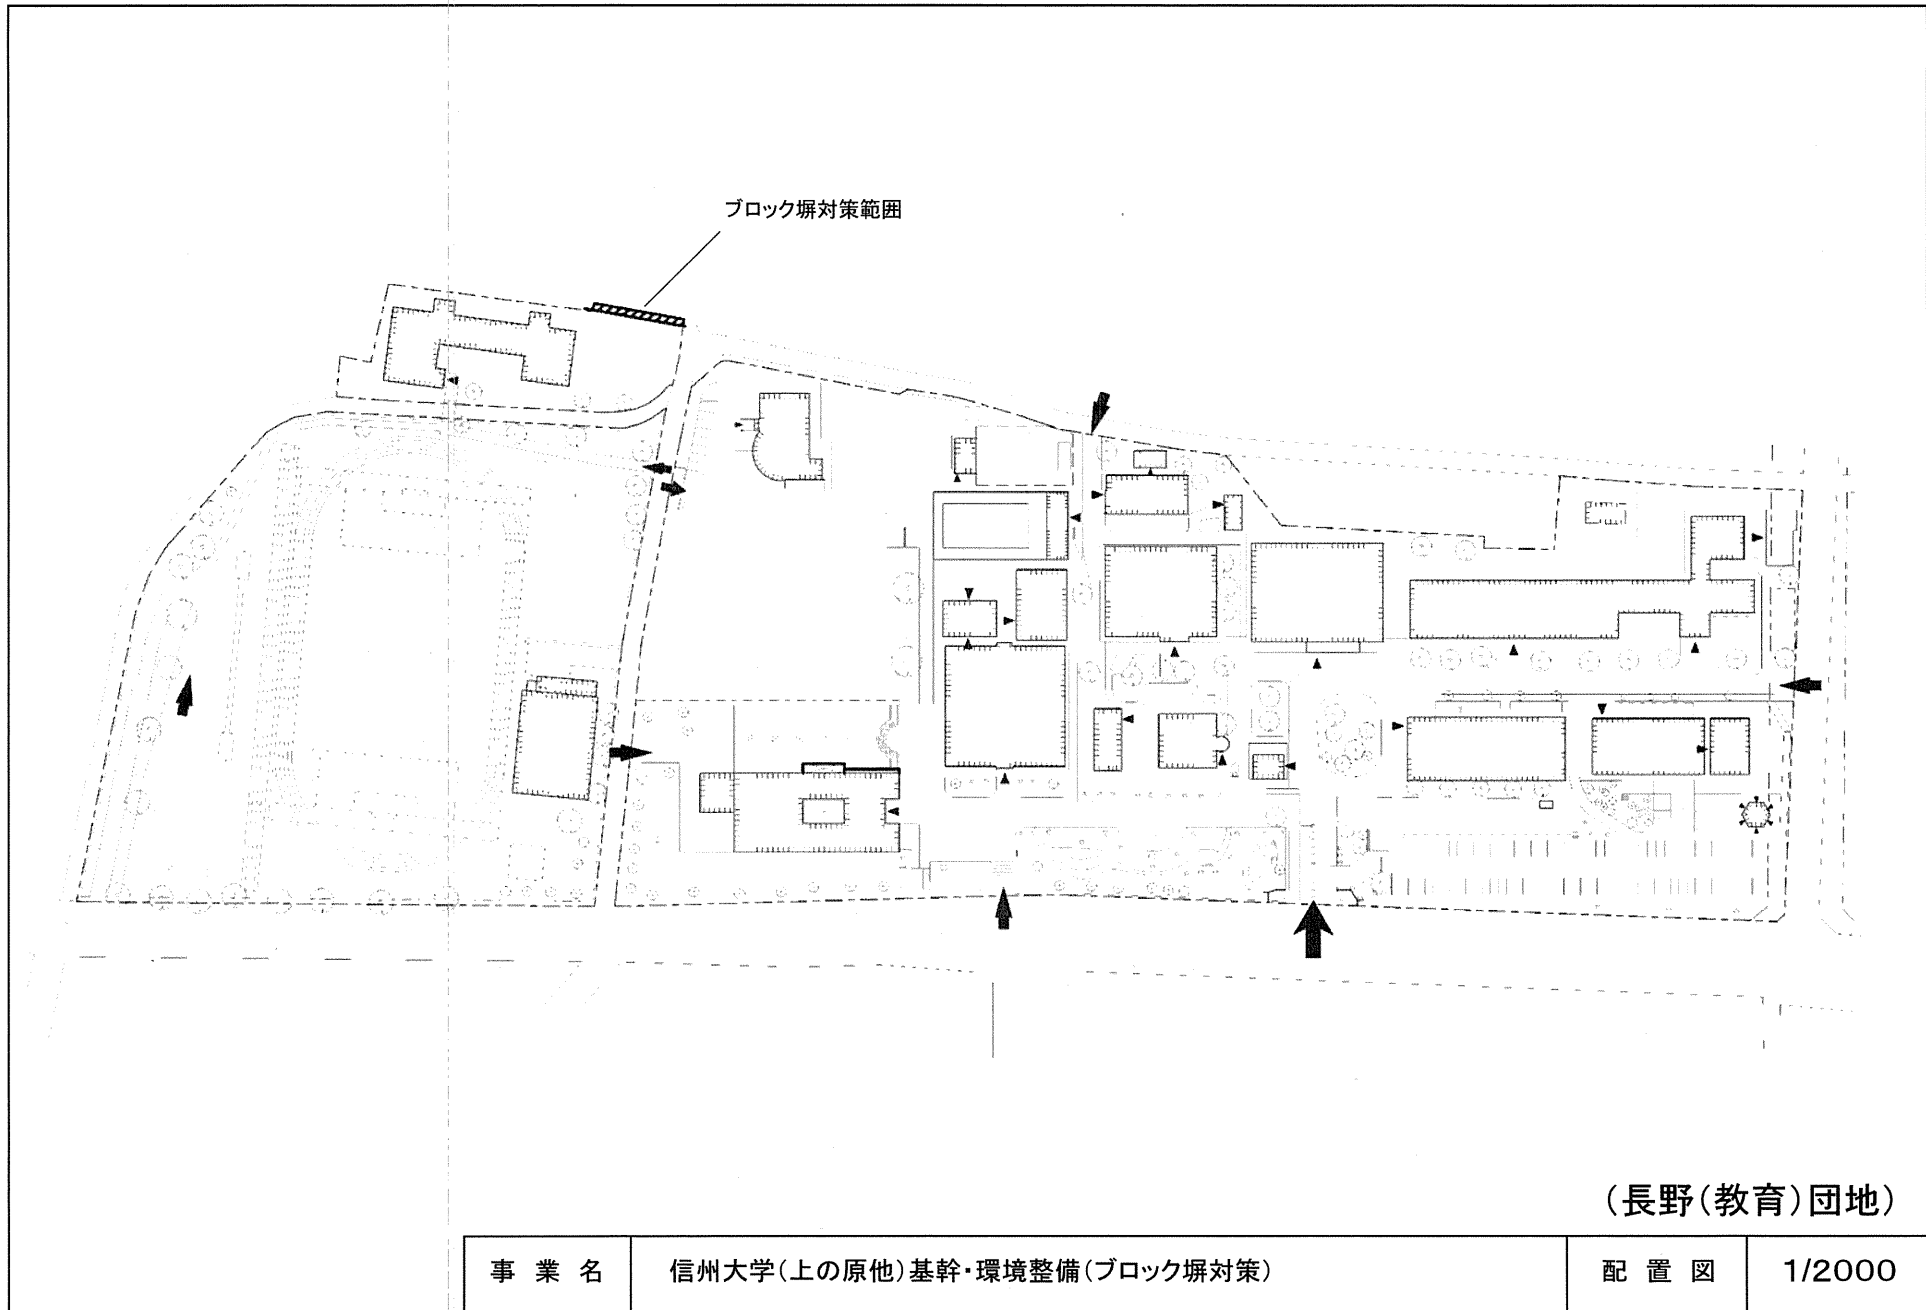 ブロック塀対策範囲
（長野（教育）団地）
事業名 信州大学（上の原他）基幹・環境整備（ブロック塀対策） 配置図 1/2000